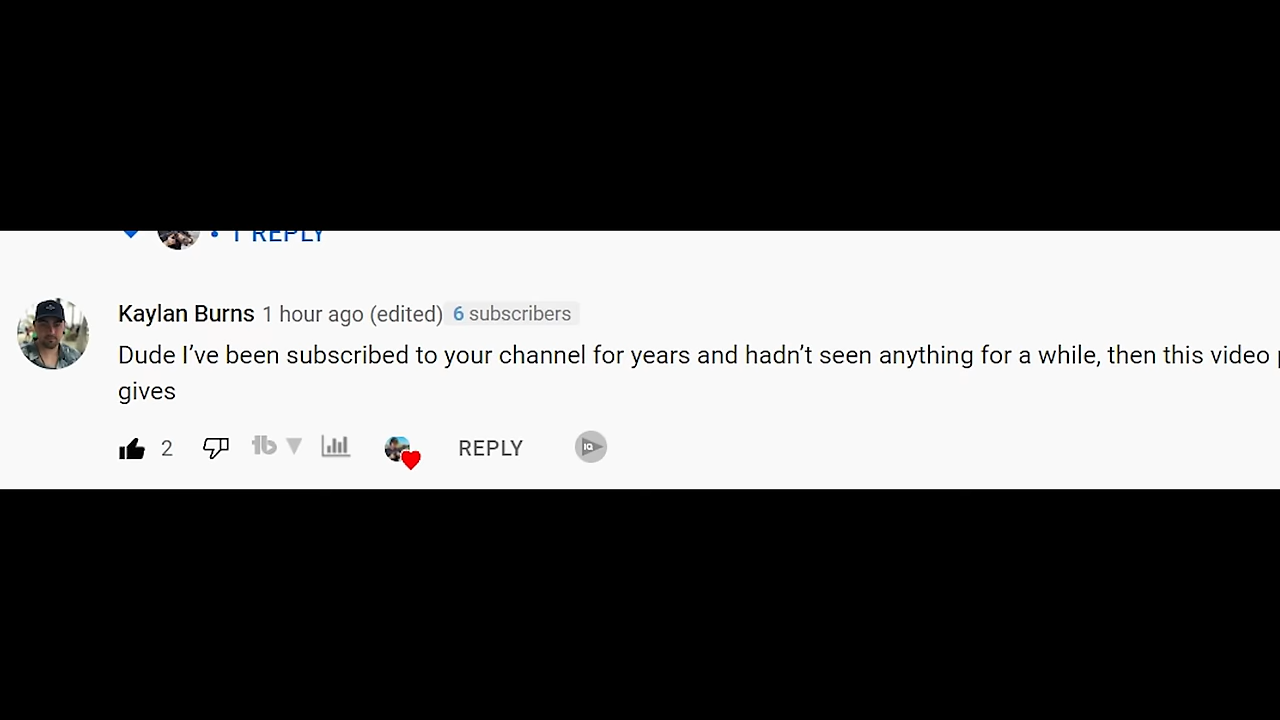 1 REPLY
Kaylan Burns 1 hour ago (edited) 6 subscribers
Dude I’ve been subscribed to your channel for years and hadn’t seen anything for a while, then this video
gives
2 REPLY